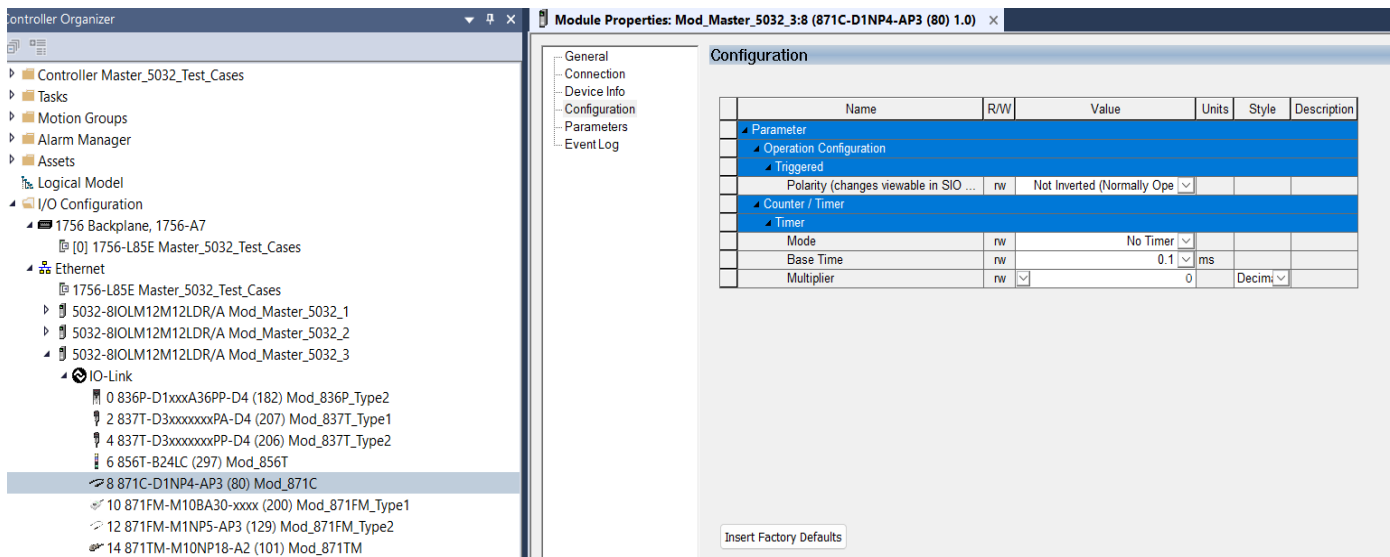 Controller Organizer
Controller Master_5032_Test_Cases
Tasks
Motion Groups
Alarm Manager
Assets
Logical Model
I/O Configuration
1756 Backplane, 1756-A7
[0] 1756-L85E Master_5032_Test_Cases
Ethernet
1756-L85E Master_5032_Test_Cases
5032-8IOLM12M12LDR/A Mod_Master_5032_1
5032-8IOLM12M12LDR/A Mod_Master_5032_2
5032-8IOLM12M12LDR/A Mod_Master_5032_3
IO-Link
0 836P-D1xxxA36PP-D4 (182) Mod_836P_Type2
2 837T-D3xxxxxxxPA-D4 (207) Mod_837T_Type1
4 837T-D3xxxxxxxPP-D4 (206) Mod_837T_Type2
6 856T-B24LC (297) Mod_856T
8 871C-D1NP4-AP3 (80) Mod_871C
10 871FM-M10BA30-xxxx (200) Mod_871FM_Type1
12 871FM-M1NP5-AP3 (129) Mod_871FM_Type2
14 871TM-M10NP18-A2 (101) Mod_871TM
Module Properties: Mod_Master_5032_3:8 (871C-D1NP4-AP3 (80) 1.0)
General
Connection
Device Info
Configuration
Parameters
Event Log
Configuration
Name R/W Value Units Style Description
Parameter
Operation Configuration
Triggered
Polarity (changes viewable in SIO ... rw Not Inverted (Normally Ope
Counter / Timer
Timer
Mode rw No Timer
Base Time rw 0.1 ms
Multiplier rw 0 Decima
Insert Factory Defaults